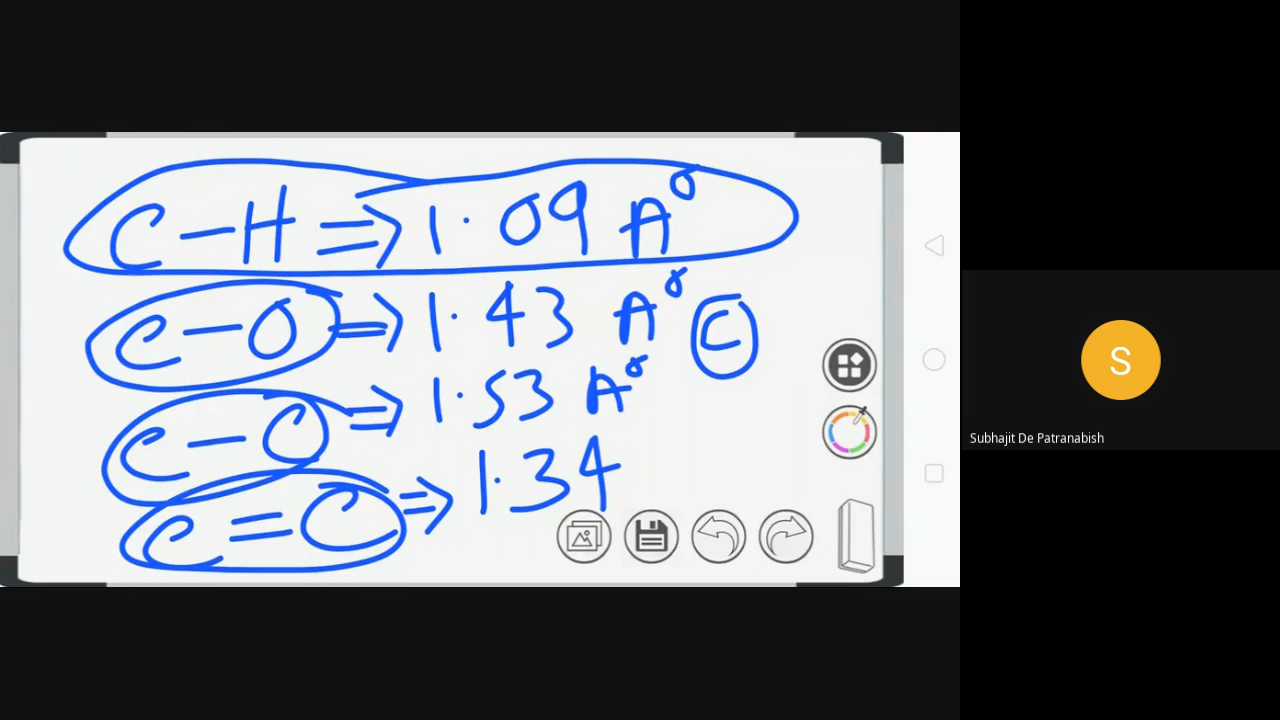 C-H ⇒ 1.09 A°
C-O ⇒ 1.43 A° C
C-C ⇒ 1.53 A°
C=C ⇒ 1.34
S
Subhajit De Patranabish